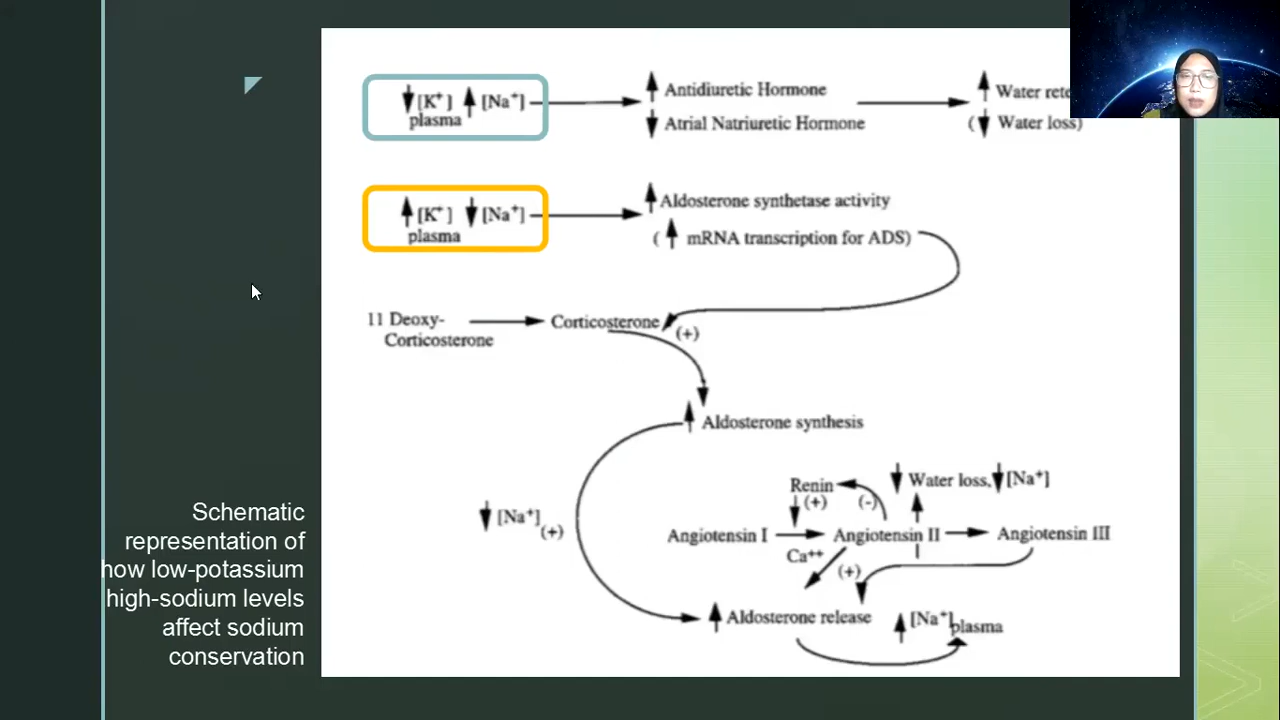 ↓[K⁺] ↑[Na⁺]
plasma
↑ Antidiuretic Hormone
↓ Atrial Natriuretic Hormone
↑ Water
(↓ Water loss)
↑[K⁺] ↓[Na⁺]
plasma
↑ Aldosterone synthetase activity
(↑ mRNA transcription for ADS)
11 Deoxy-
Corticosterone
Corticosterone
(+)
↑ Aldosterone synthesis
↓ [Na⁺]
(+)
Renin
(+)
(-)
↓ Water loss, ↓[Na⁺]
Angiotensin I
Angiotensin II
Angiotensin III
Ca⁺⁺
(+)
↑ Aldosterone release
↑ [Na⁺]
plasma
Schematic
representation of
how low-potassium
high-sodium levels
affect sodium
conservation